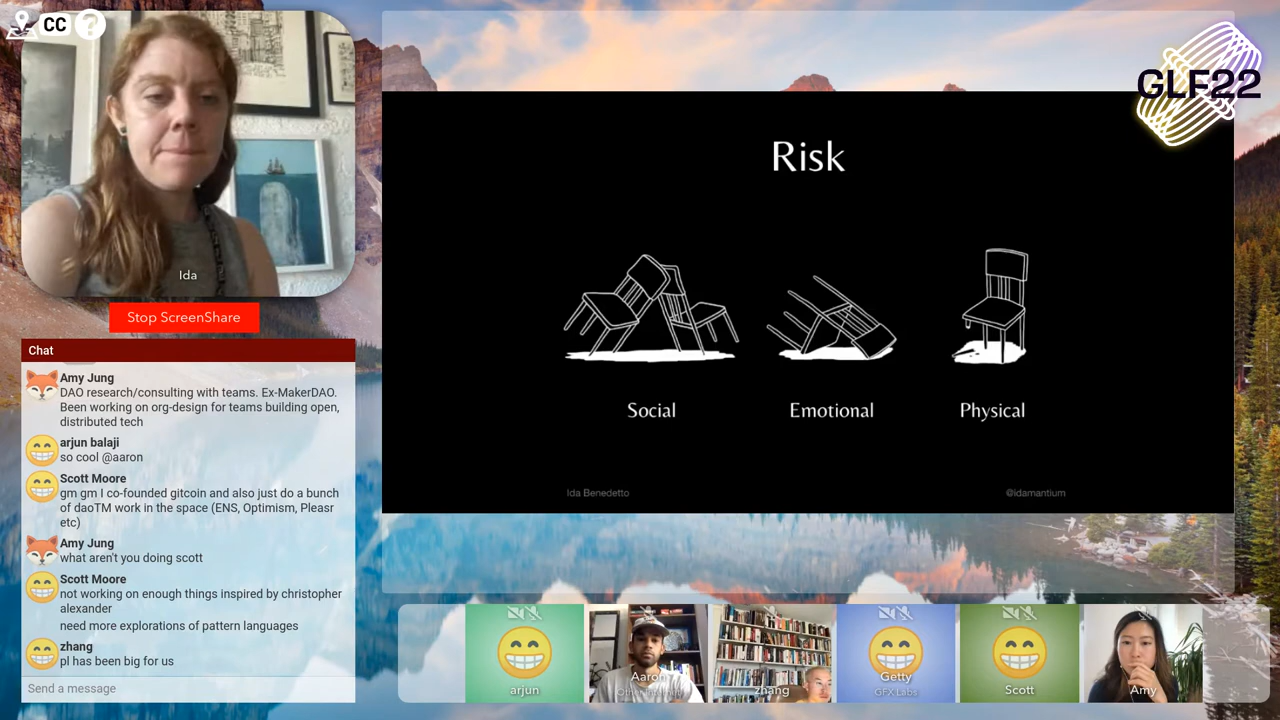 CC
?
GLF22
Ida
Stop ScreenShare
Chat
Amy Jung
DAO research/consulting with teams. Ex-MakerDAO.
Been working on org-design for teams building open,
distributed tech
arjun balaji
so cool @aaron
Scott Moore
gm gm I co-founded gitcoin and also just do a bunch
of daoTM work in the space (ENS, Optimism, Pleasr
etc)
Amy Jung
what aren't you doing scott
Scott Moore
not working on enough things inspired by christopher
alexander
need more explorations of pattern languages
zhang
pl has been big for us
Send a message
Risk
Social
Emotional
Physical
Ida Benedetto
@idamantium
arjun
Aaron
Other Internet
zhang
Getty
GFX Labs
Scott
Amy